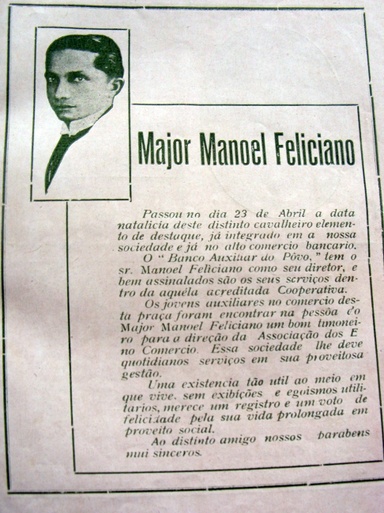 Major Manoel Feliciano
Passou no dia 23 de Abril a data
natalicia deste distinto cavalheiro elemen-
to de destaque, já integrado em a nossa
sociedade e já no alto comercio bancario.
O "Banco Auxiliar do Pôvo," tem o
sr. Manoel Feliciano como seu diretor, e
bem assinalados são os seus serviços den-
tro da aquela acreditada Cooperativa.
Os jovens auxiliares no comercio des-
ta praça foram encontrar na pessôa do
Major Manoel Feliciano um bom timonei-
ro para a direção da Associação dos E
no Comercio. Essa sociedade lhe deve
quotidianos serviços em sua proveitosa
gestão.
Uma existencia tão util ao meio em
que vive, sem exibições e egoismos utili-
tarios, merece um registro e um voto de
felicidade pela sua vida prolongada em
proveito social.
Ao distinto amigo nossos parabens
mui sinceros.